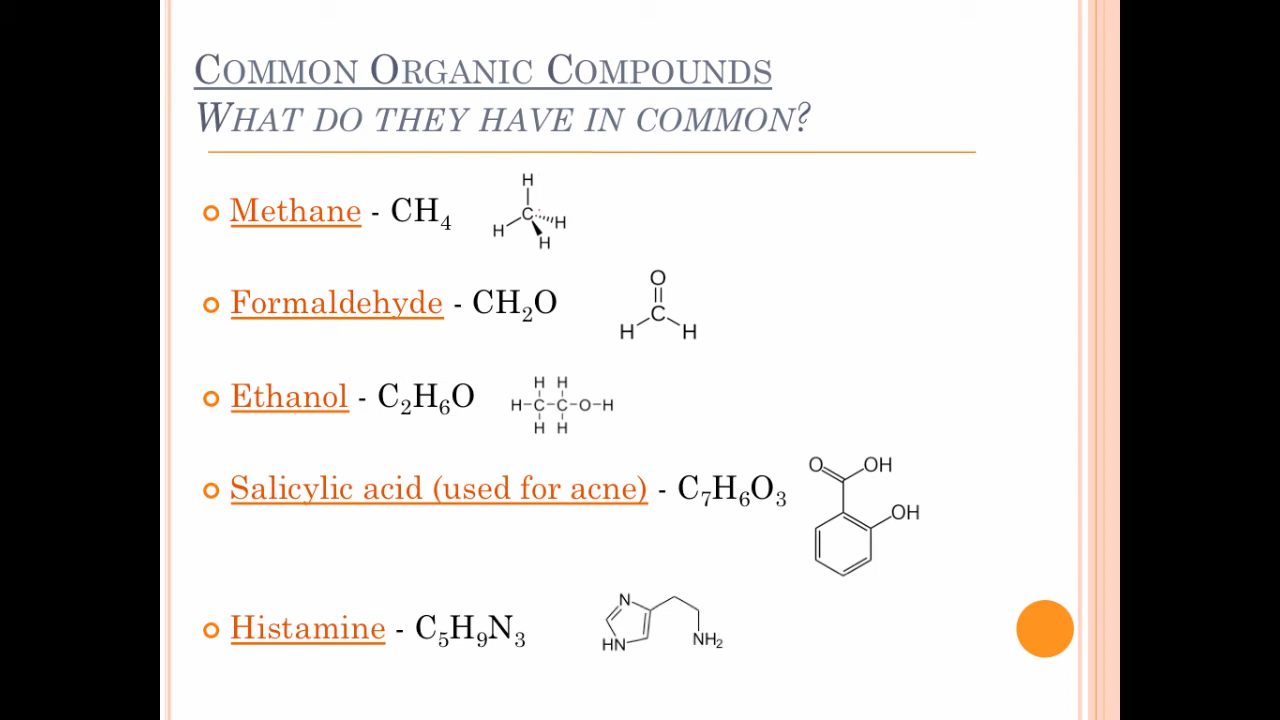 COMMON ORGANIC COMPOUNDS
WHAT DO THEY HAVE IN COMMON?
Methane - CH₄
H
C
H
H
H
Formaldehyde - CH₂O
O
C
H H
Ethanol - C₂H₆O
H H
H-C-C-O-H
H H
Salicylic acid (used for acne) - C₇H₆O₃
O OH
OH
Histamine - C₅H₉N₃
N
HN
NH₂